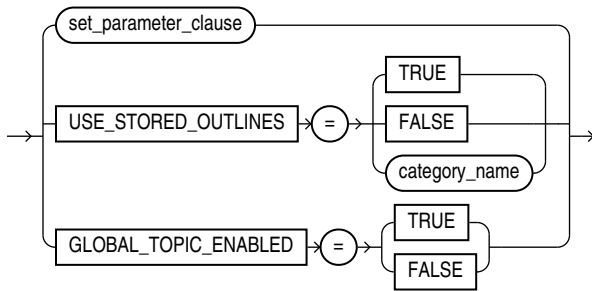 set_parameter_clause
TRUE
USE_STORED_OUTLINES = FALSE
category_name
TRUE
GLOBAL_TOPIC_ENABLED =
FALSE